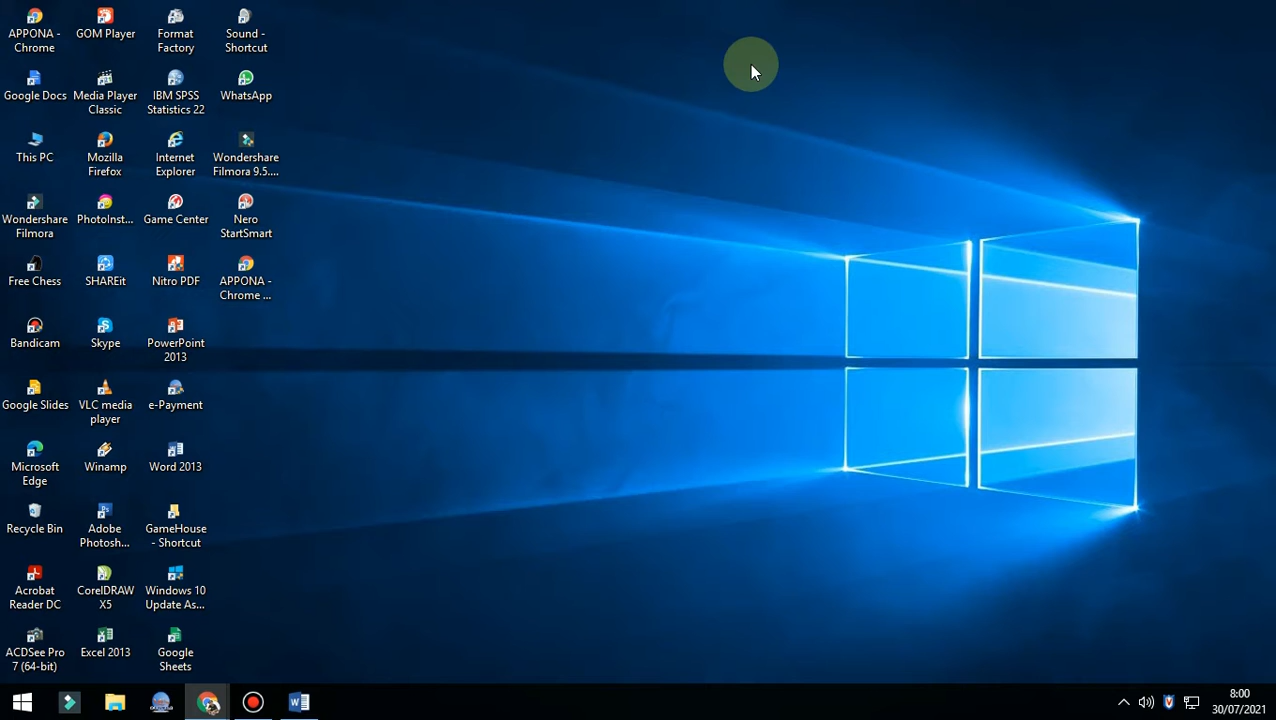 APPONA -
Chrome
GOM Player
Format
Factory
Sound -
Shortcut
Google Docs
Media Player
Classic
IBM SPSS
Statistics 22
WhatsApp
This PC
Mozilla
Firefox
Internet
Explorer
Wondershare
Filmora 9.5....
Wondershare
Filmora
PhotoInst...
Game Center
Nero
StartSmart
Free Chess
SHAREit
Nitro PDF
APPONA -
Chrome ...
Bandicam
Skype
PowerPoint
2013
Google Slides
VLC media
player
e-Payment
Microsoft
Edge
Winamp
Word 2013
Recycle Bin
Adobe
Photosh...
GameHouse
- Shortcut
Acrobat
Reader DC
CorelDRAW
X5
Windows 10
Update As...
ACDSee Pro
7 (64-bit)
Excel 2013
Google
Sheets
8:00
30/07/2021